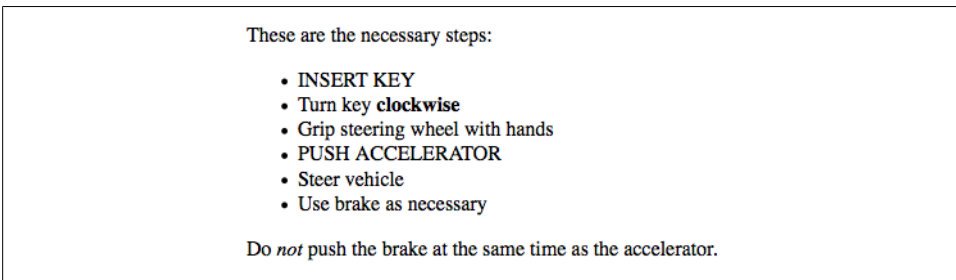 These are the necessary steps:
• INSERT KEY
• Turn key clockwise
• Grip steering wheel with hands
• PUSH ACCELERATOR
• Steer vehicle
• Use brake as necessary
Do not push the brake at the same time as the accelerator.